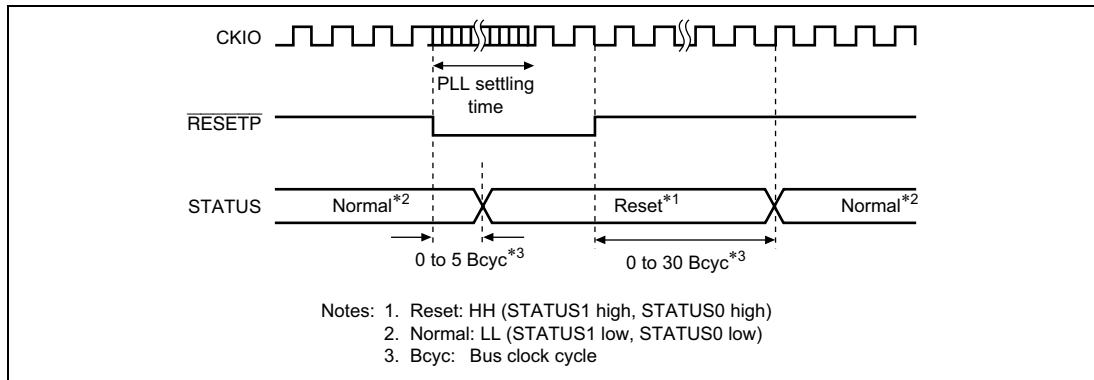 CKIO
PLL settling
time
RESETP
STATUS
Normal*2
Reset*1
Normal*2
0 to 5 Bcyc*3
0 to 30 Bcyc*3
Notes: 1. Reset: HH (STATUS1 high, STATUS0 high)
2. Normal: LL (STATUS1 low, STATUS0 low)
3. Bcyc: Bus clock cycle